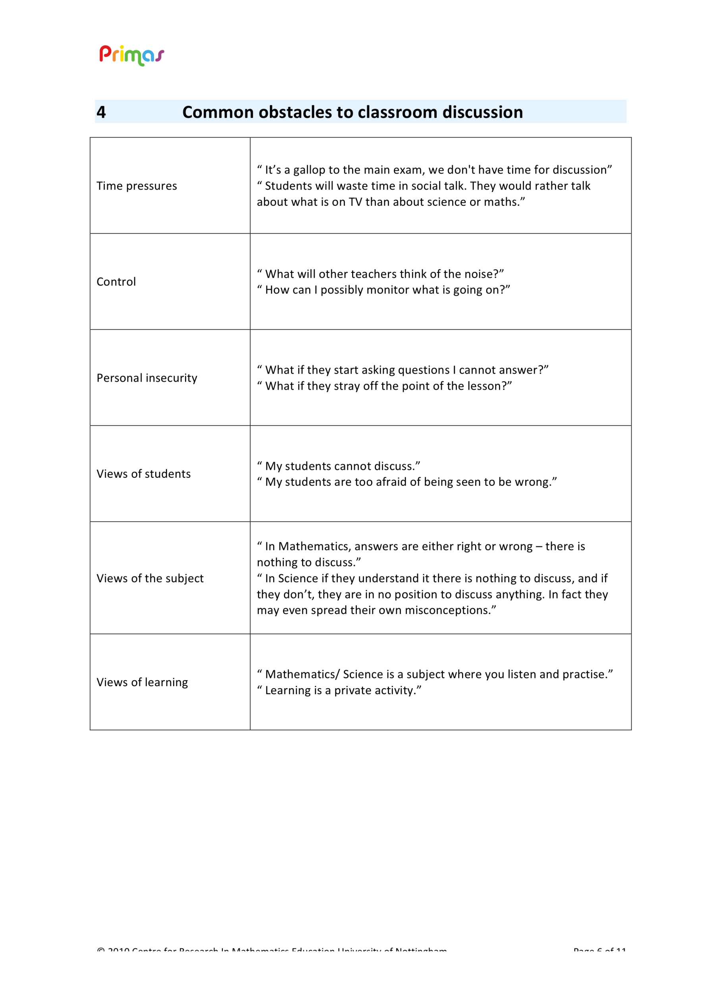 Primas
4 Common obstacles to classroom discussion
Time pressures
“ It’s a gallop to the main exam, we don't have time for discussion”
“ Students will waste time in social talk. They would rather talk
about what is on TV than about science or maths.”
Control
“ What will other teachers think of the noise?”
“ How can I possibly monitor what is going on?”
Personal insecurity
“ What if they start asking questions I cannot answer?”
“ What if they stray off the point of the lesson?”
Views of students
“ My students cannot discuss.”
“ My students are too afraid of being seen to be wrong.”
Views of the subject
“ In Mathematics, answers are either right or wrong – there is
nothing to discuss.”
“ In Science if they understand it there is nothing to discuss, and if
they don’t, they are in no position to discuss anything. In fact they
may even spread their own misconceptions.”
Views of learning
“ Mathematics/ Science is a subject where you listen and practise.”
“ Learning is a private activity.”
© 2010 Centre for Research In Mathematics Education University of Nottingham Page 6 of 11